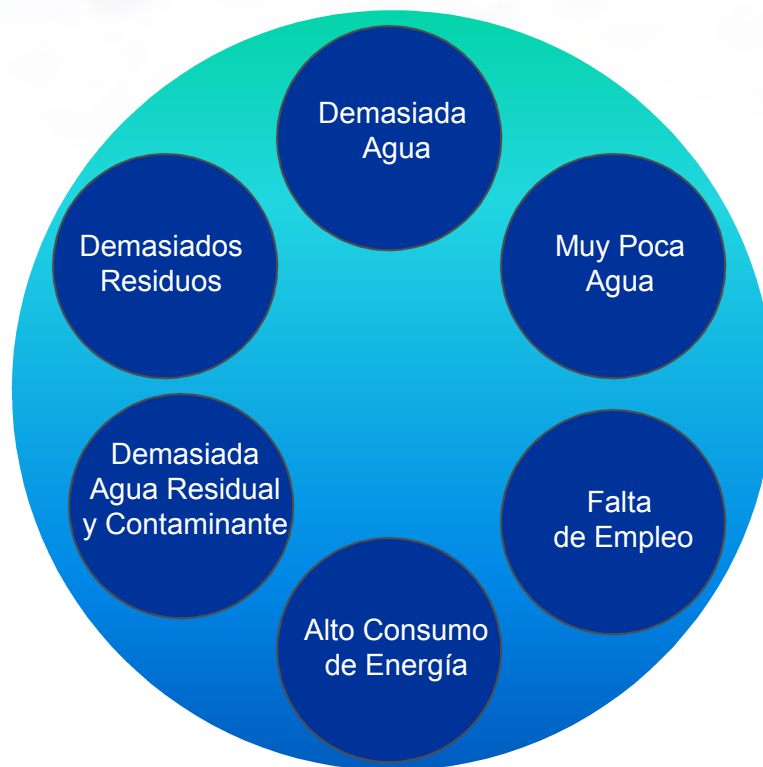 Demasiada
Agua
Muy Poca
Agua
Falta
de Empleo
Alto Consumo
de Energía
Demasiada
Agua Residual
y Contaminante
Demasiados
Residuos